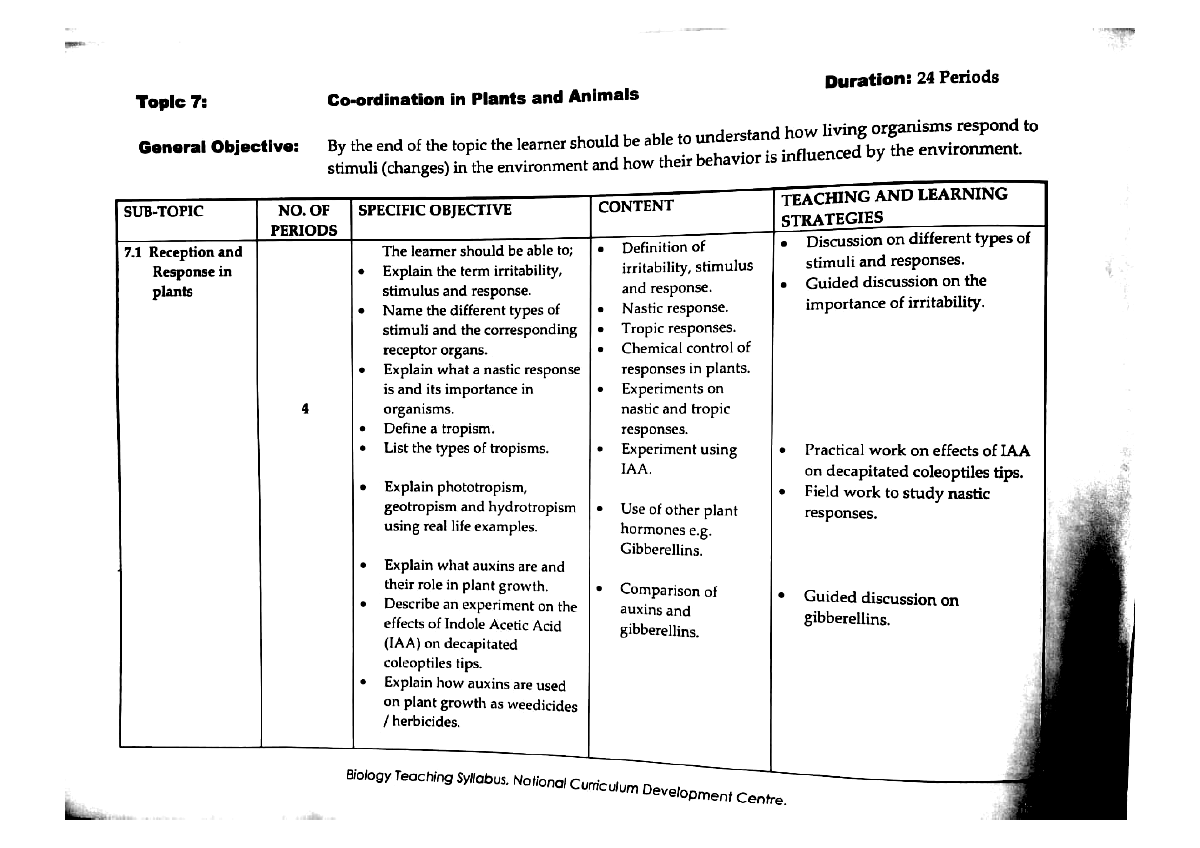 Duration: 24 Periods
Topic 7: Co-ordination in Plants and Animals
General Objective: By the end of the topic the learner should be able to understand how living organisms respond to
stimuli (changes) in the environment and how their behavior is influenced by the environment.
SUB-TOPIC
NO. OF
PERIODS
SPECIFIC OBJECTIVE
CONTENT
TEACHING AND LEARNING
STRATEGIES
7.1 Reception and
Response in
plants
4
The learner should be able to;
• Explain the term irritability,
stimulus and response.
• Name the different types of
stimuli and the corresponding
receptor organs.
• Explain what a nastic response
is and its importance in
organisms.
• Define a tropism.
• List the types of tropisms.
• Explain phototropism,
geotropism and hydrotropism
using real life examples.
• Explain what auxins are and
their role in plant growth.
• Describe an experiment on the
effects of Indole Acetic Acid
(IAA) on decapitated
coleoptiles tips.
• Explain how auxins are used
on plant growth as weedicides
/ herbicides.
• Definition of
irritability, stimulus
and response.
• Nastic response.
• Tropic responses.
• Chemical control of
responses in plants.
• Experiments on
nastic and tropic
responses.
• Experiment using
IAA.
• Use of other plant
hormones e.g.
Gibberellins.
• Comparison of
auxins and
gibberellins.
• Discussion on different types of
stimuli and responses.
• Guided discussion on the
importance of irritability.
• Practical work on effects of IAA
on decapitated coleoptiles tips.
• Field work to study nastic
responses.
• Guided discussion on
gibberellins.
Biology Teaching Syllabus. National Curriculum Development Centre.